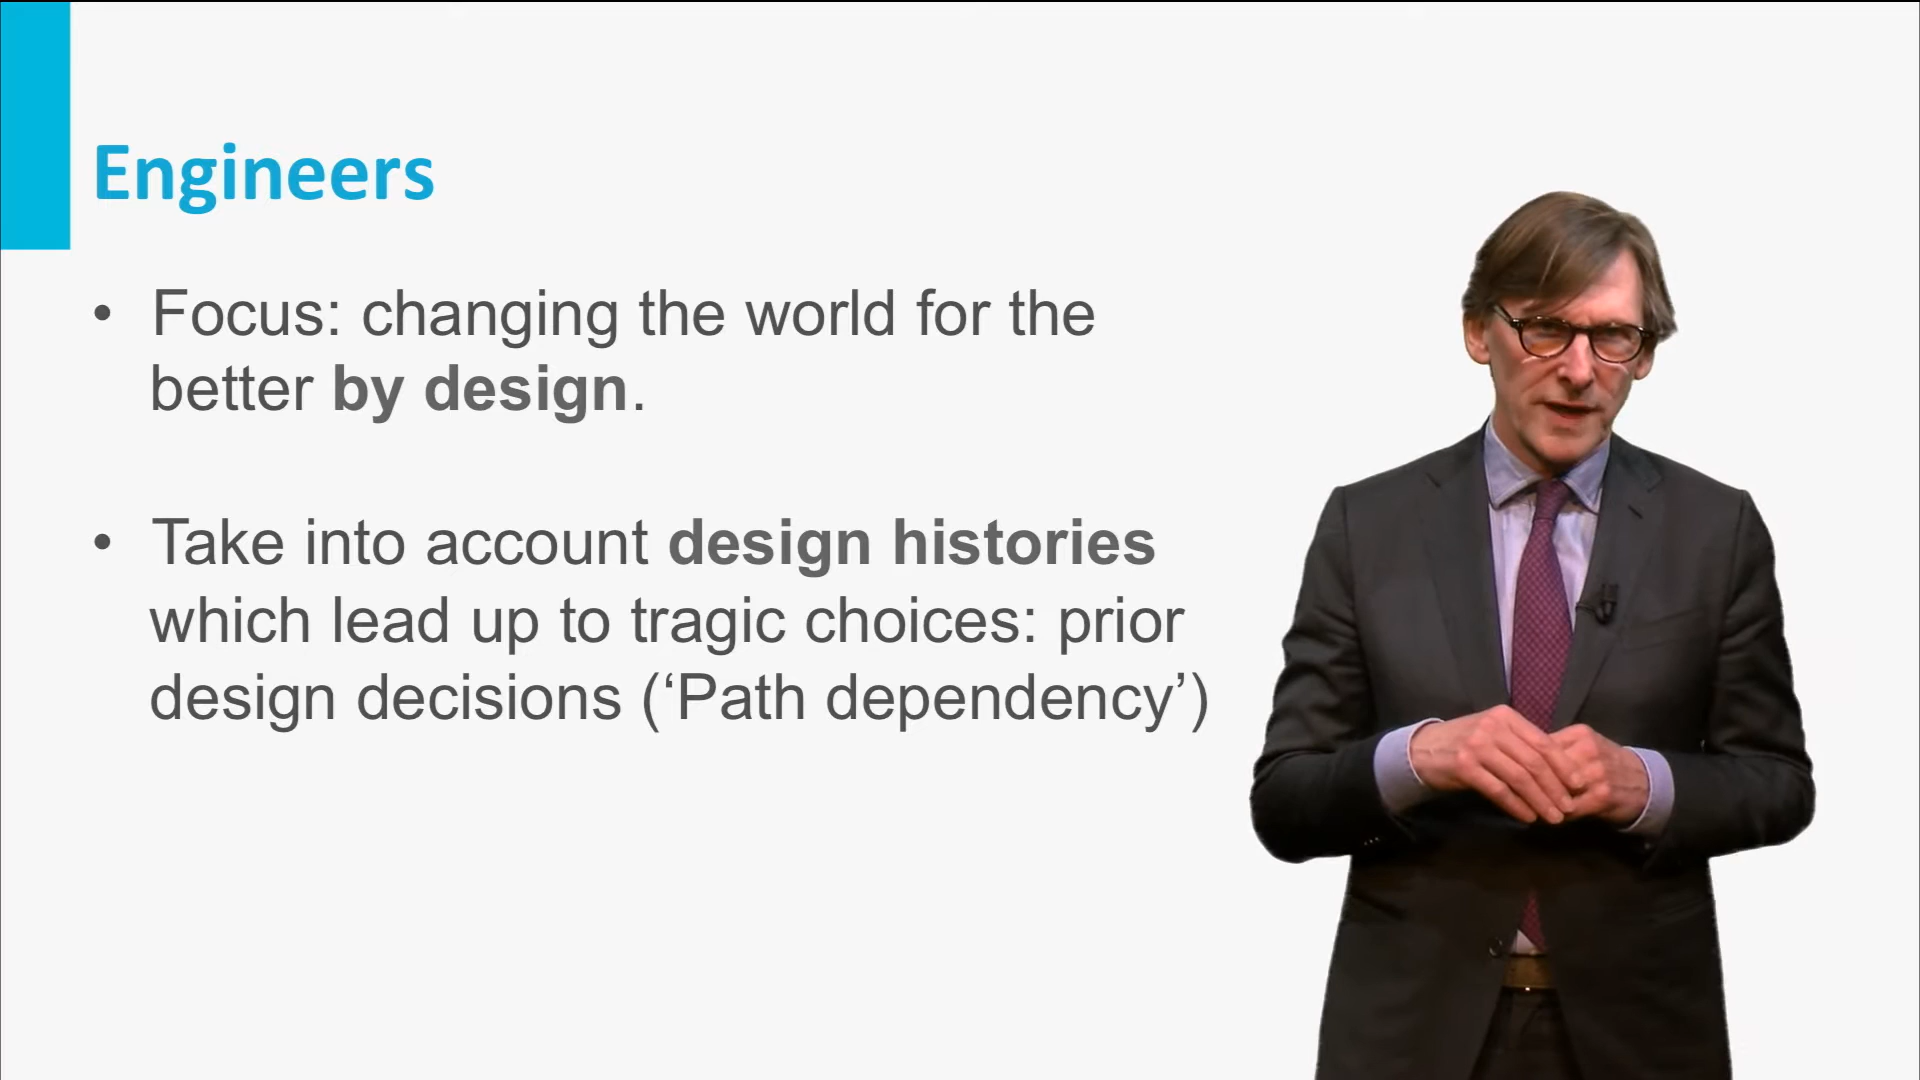 Engineers
• Focus: changing the world for the
better by design.
• Take into account design histories
which lead up to tragic choices: prior
design decisions (‘Path dependency’)